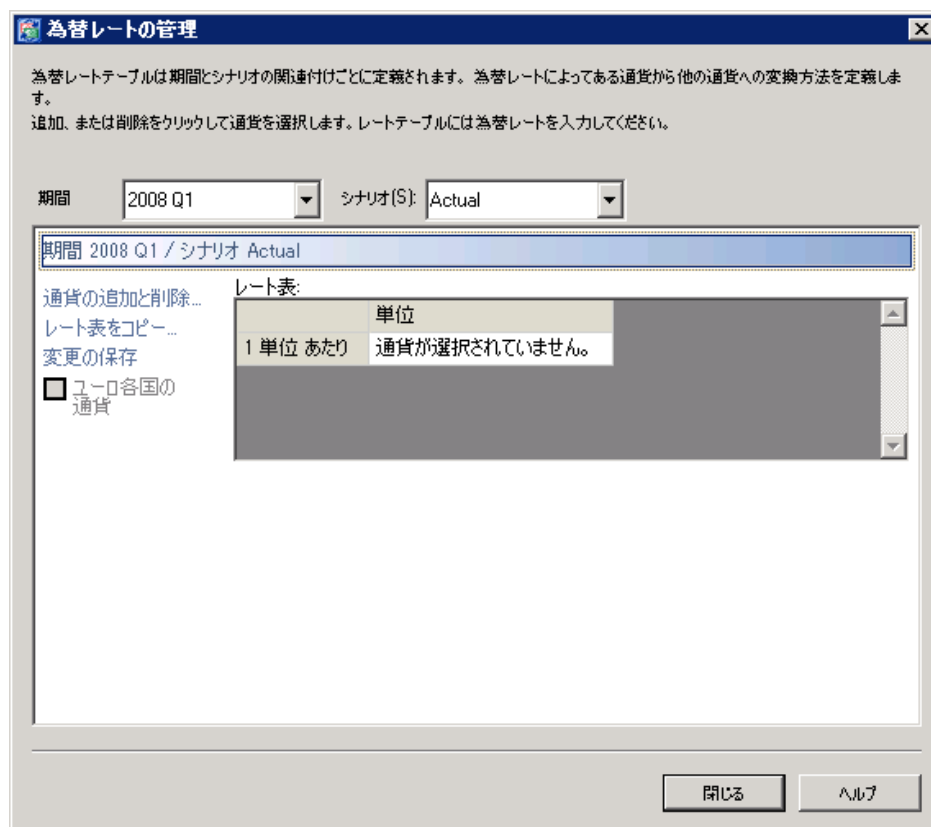 為替レートの管理
為替レートテーブルは期間とシナリオの関連付けごとに定義されます。為替レートによってある通貨から他の通貨への変換方法を定義しま
す。
追加、または削除をクリックして通貨を選択します。レートテーブルには為替レートを入力してください。
期間 2008 Q1 シナリオ(S): Actual
期間 2008 Q1 / シナリオ Actual
通貨の追加と削除...
レート表をコピー...
変更の保存
ユーロ各国の
通貨
レート表:
単位
1 単位 あたり 通貨が選択されていません。
閉じる ヘルプ